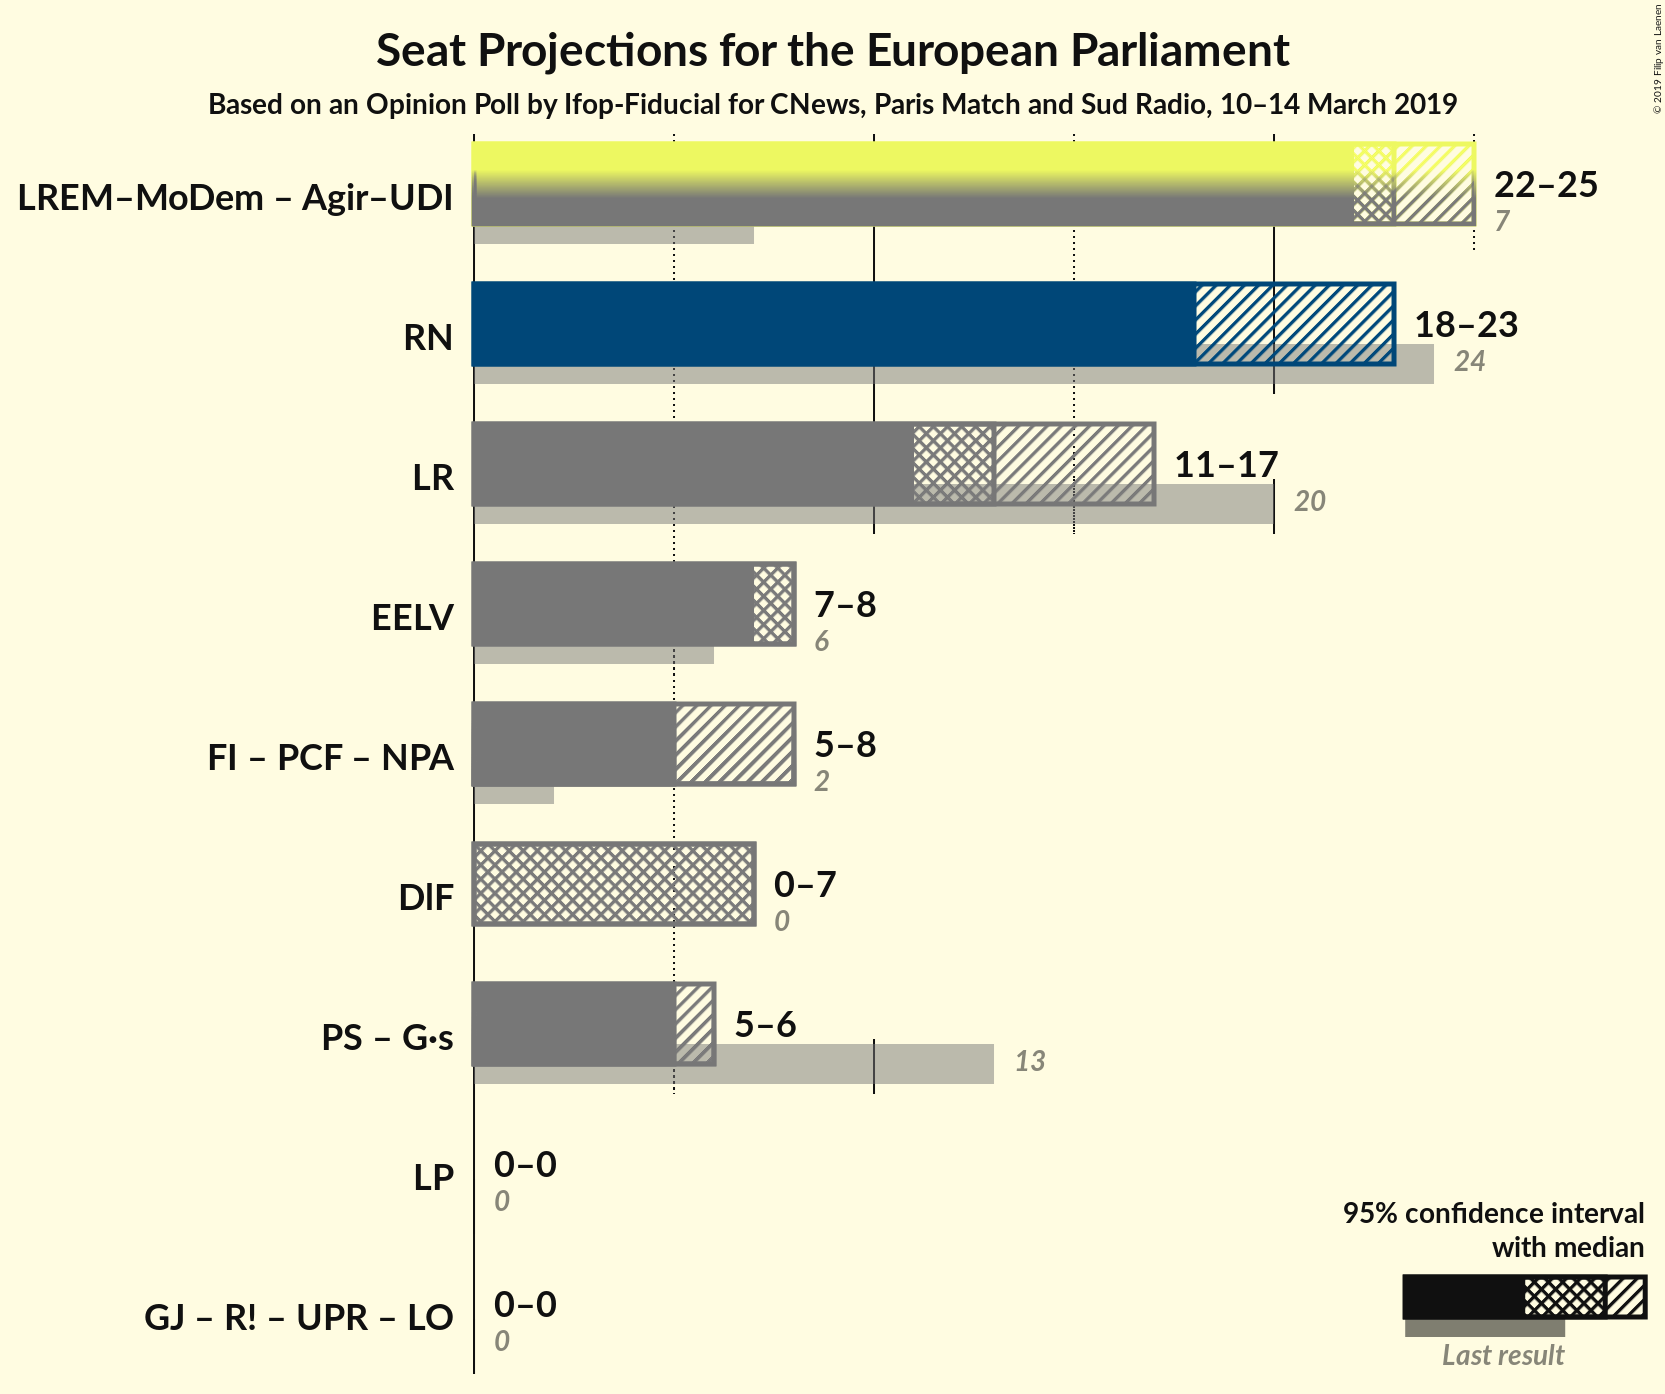 Seat Projections for the European Parliament
Based on an Opinion Poll by Ifop-Fiducial for CNews, Paris Match and Sud Radio, 10–14 March 2019
© 2019 Filip van Laenen
LREM–MoDem – Agir–UDI
22–25
7
RN
18–23
24
LR
11–17
20
EELV
7–8
6
FI – PCF – NPA
5–8
2
DlF
0–7
0
PS – G·s
5–6
13
LP
0–0
0
GJ – R! – UPR – LO
0–0
0
95% confidence interval
with median
Last result